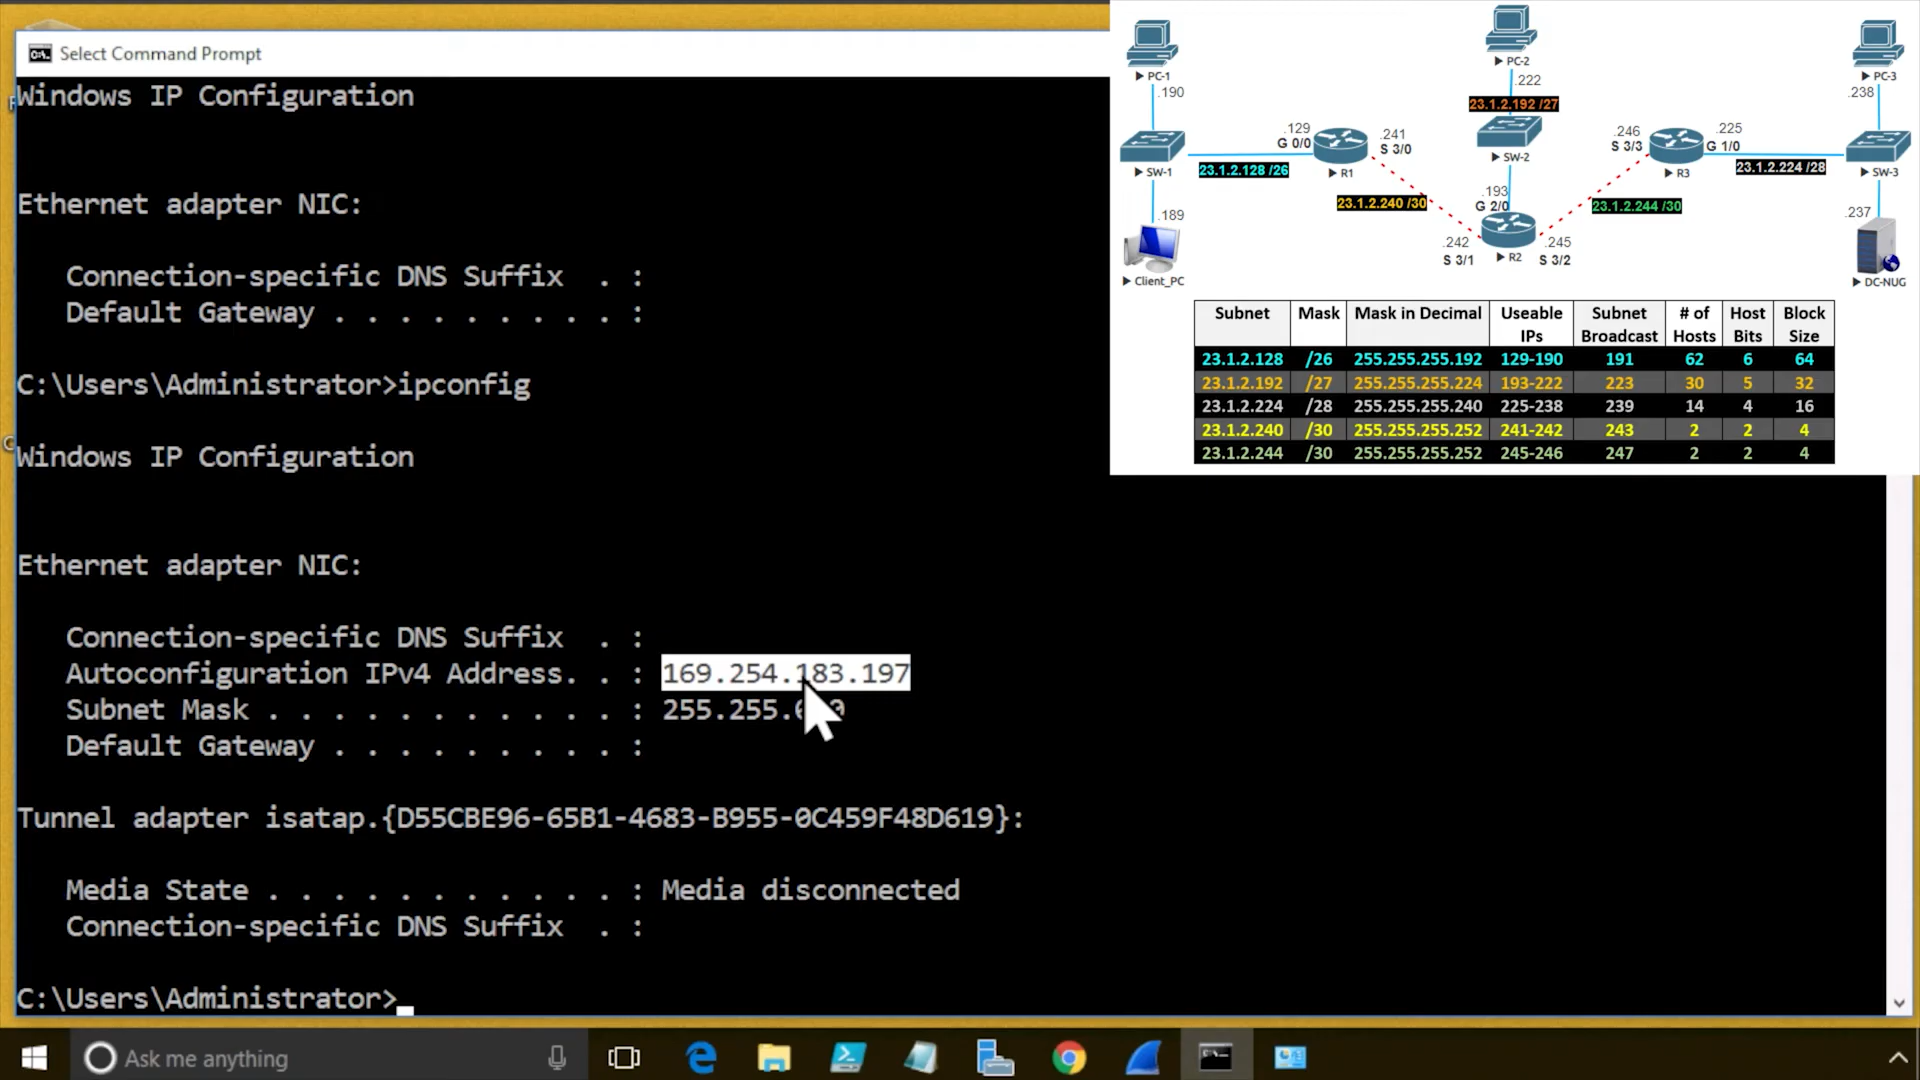 Select Command Prompt
Windows IP Configuration
Ethernet adapter NIC:
Connection-specific DNS Suffix  . :
Default Gateway . . . . . . . . . :
C:\Users\Administrator>ipconfig
Windows IP Configuration
Ethernet adapter NIC:
Connection-specific DNS Suffix  . :
Autoconfiguration IPv4 Address. . : 169.254.183.197
Subnet Mask . . . . . . . . . . . : 255.255.0.0
Default Gateway . . . . . . . . . :
Tunnel adapter isatap.{D55CBE96-65B1-4683-B955-0C459F48D619}:
Media State . . . . . . . . . . . : Media disconnected
Connection-specific DNS Suffix  . :
C:\Users\Administrator>
PC-1
.190
PC-2
.222
23.1.2.192 /27
PC-3
.238
SW-1
.129
G 0/0
R1
.241
S 3/0
SW-2
.246
S 3/3
R3
.225
G 1/0
SW-3
23.1.2.128 /26
23.1.2.224 /28
23.1.2.240 /30
.193
G 2/0
23.1.2.244 /30
.189
Client_PC
.242
S 3/1
R2
.245
S 3/2
.237
DC-NUG
Subnet Mask Mask in Decimal Useable IPs Subnet Broadcast # of Hosts Host Bits Block Size
23.1.2.128 /26 255.255.255.192 129-190 191 62 6 64
23.1.2.192 /27 255.255.255.224 193-222 223 30 5 32
23.1.2.224 /28 255.255.255.240 225-238 239 14 4 16
23.1.2.240 /30 255.255.255.252 241-242 243 2 2 4
23.1.2.244 /30 255.255.255.252 245-246 247 2 2 4
Ask me anything